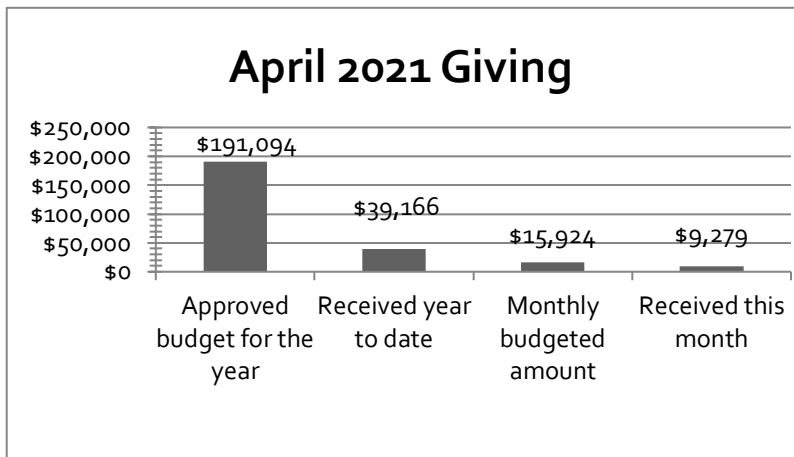 April 2021 Giving
$250,000
$200,000
$150,000
$100,000
$50,000
$0
$191,094
$39,166
$15,924
$9,279
Approved budget for the year
Received year to date
Monthly budgeted amount
Received this month